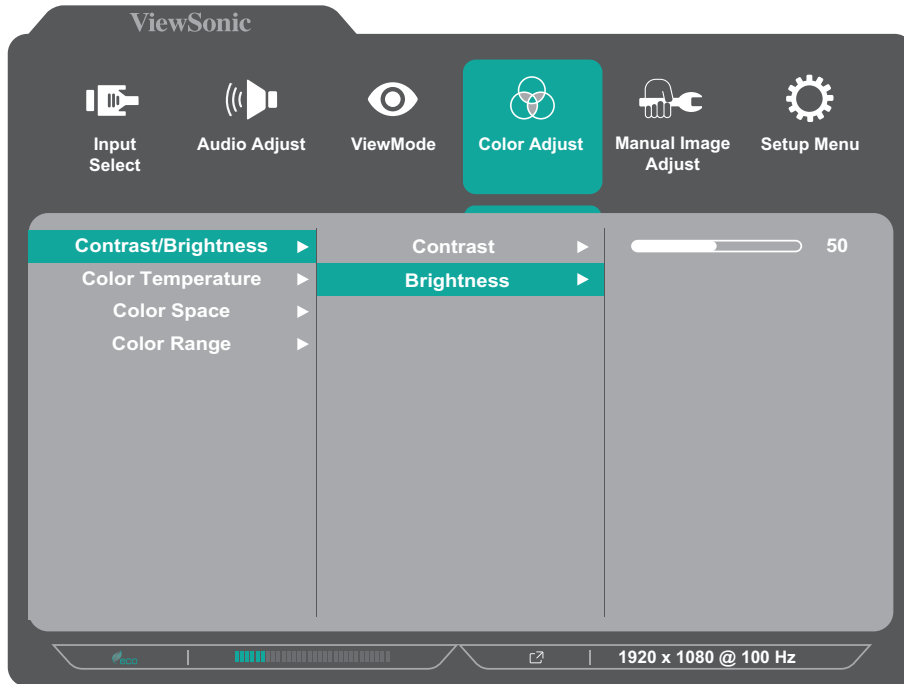 ViewSonic
Input Select
Audio Adjust
ViewMode
Color Adjust
Manual Image Adjust
Setup Menu
Contrast/Brightness
Contrast
50
Color Temperature
Brightness
Color Space
Color Range
eco
1920 x 1080 @ 100 Hz